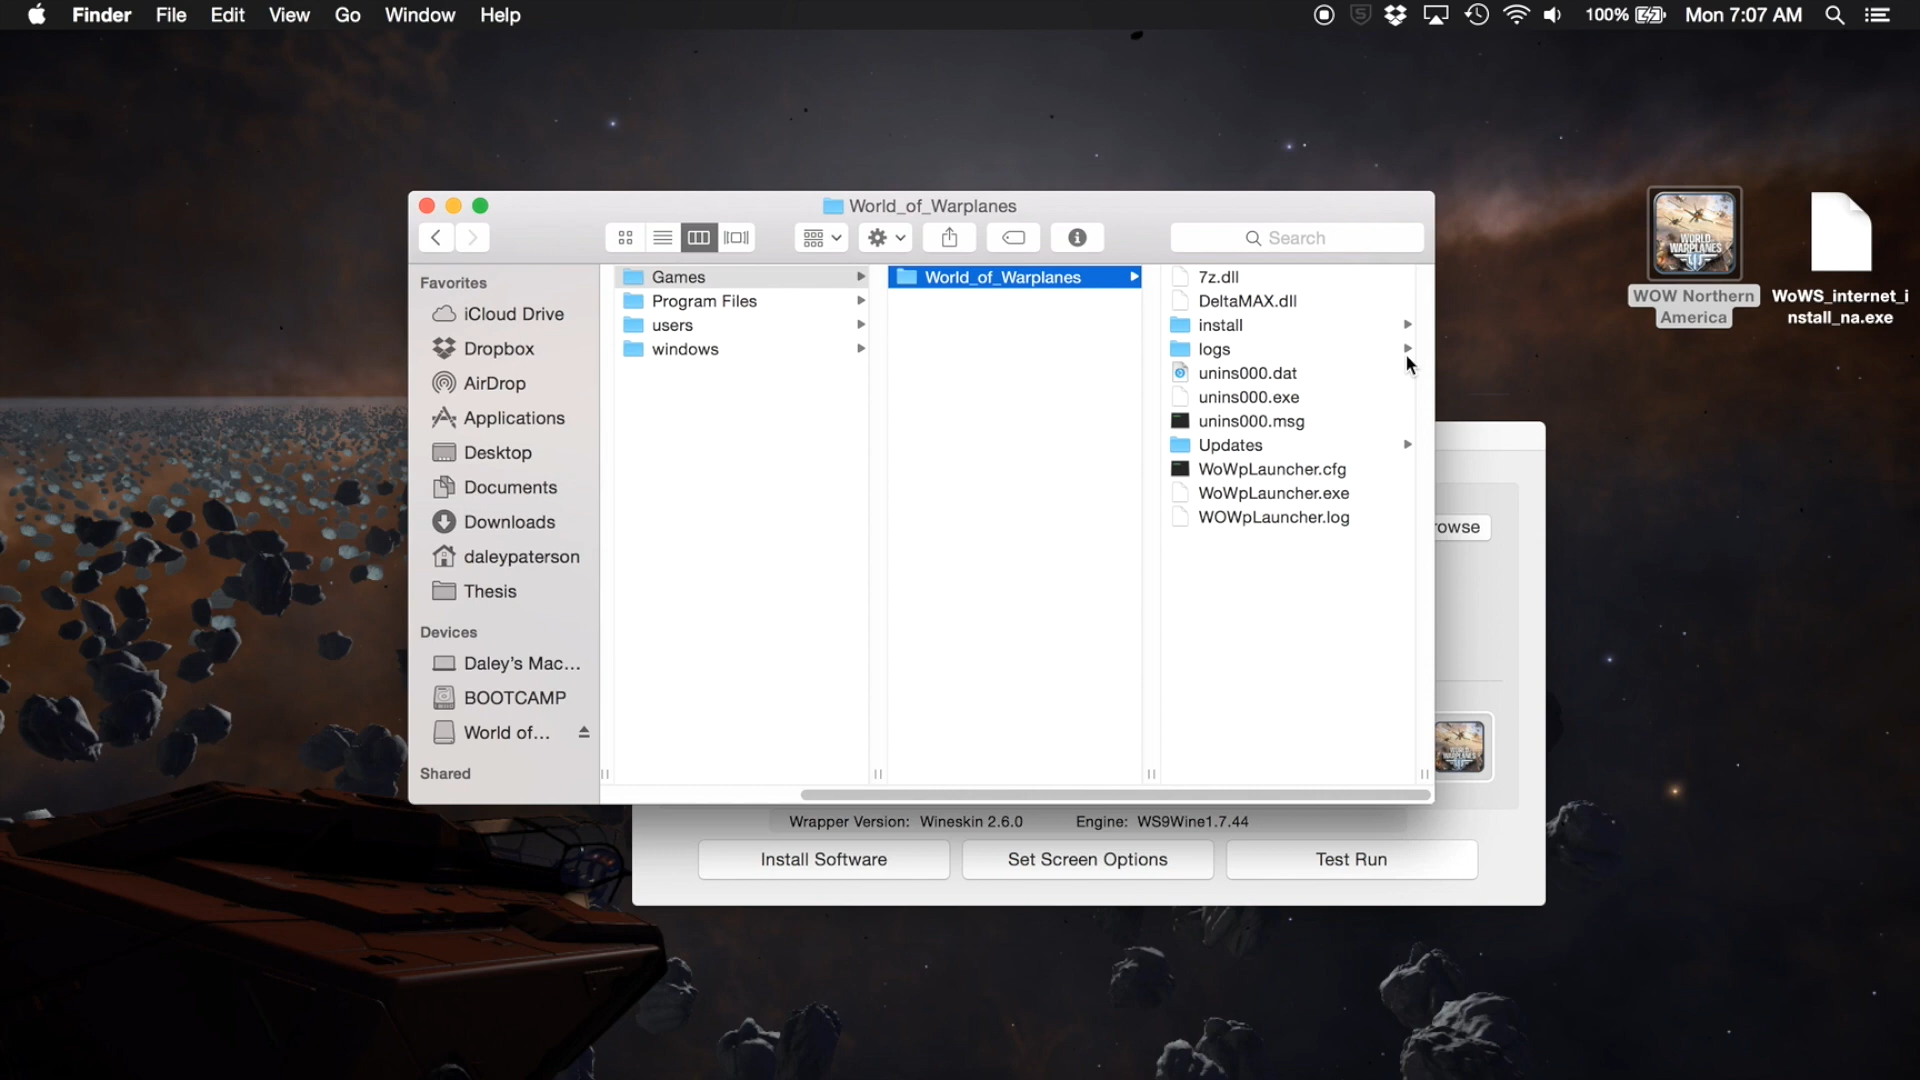 Finder File Edit View Go Window Help 100% Mon 7:07 AM
World_of_Warplanes
Search
Favorites
iCloud Drive
Dropbox
AirDrop
Applications
Desktop
Documents
Downloads
daleypaterson
Thesis
Devices
Daley's Mac...
BOOTCAMP
World of...
Shared
Games
Program Files
users
windows
World_of_Warplanes
7z.dll
DeltaMAX.dll
install
logs
unins000.dat
unins000.exe
unins000.msg
Updates
WoWpLauncher.cfg
WoWpLauncher.exe
WOWpLauncher.log
WORLD OF
WARPLANES
WOW Northern
America
WoWS_internet_i
nstall_na.exe
rowse
Wrapper Version: Wineskin 2.6.0 Engine: WS9Wine1.7.44
Install Software Set Screen Options Test Run